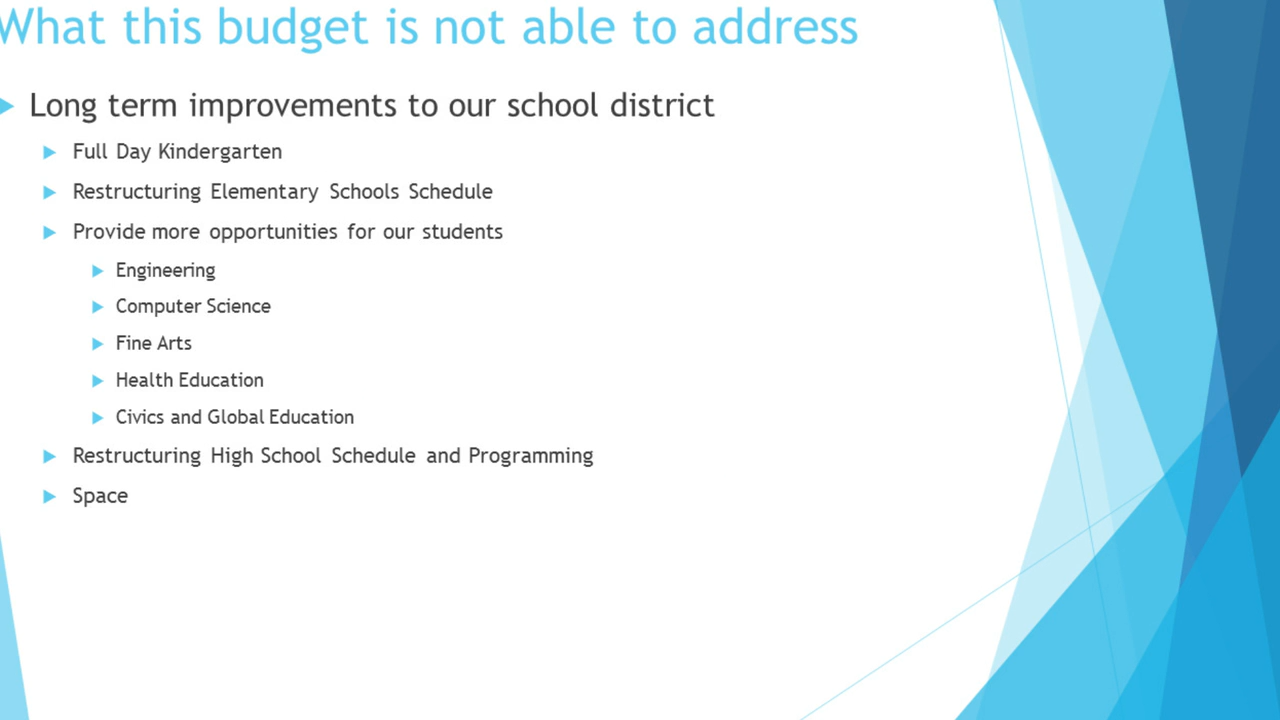 What this budget is not able to address
Long term improvements to our school district
Full Day Kindergarten
Restructuring Elementary Schools Schedule
Provide more opportunities for our students
Engineering
Computer Science
Fine Arts
Health Education
Civics and Global Education
Restructuring High School Schedule and Programming
Space